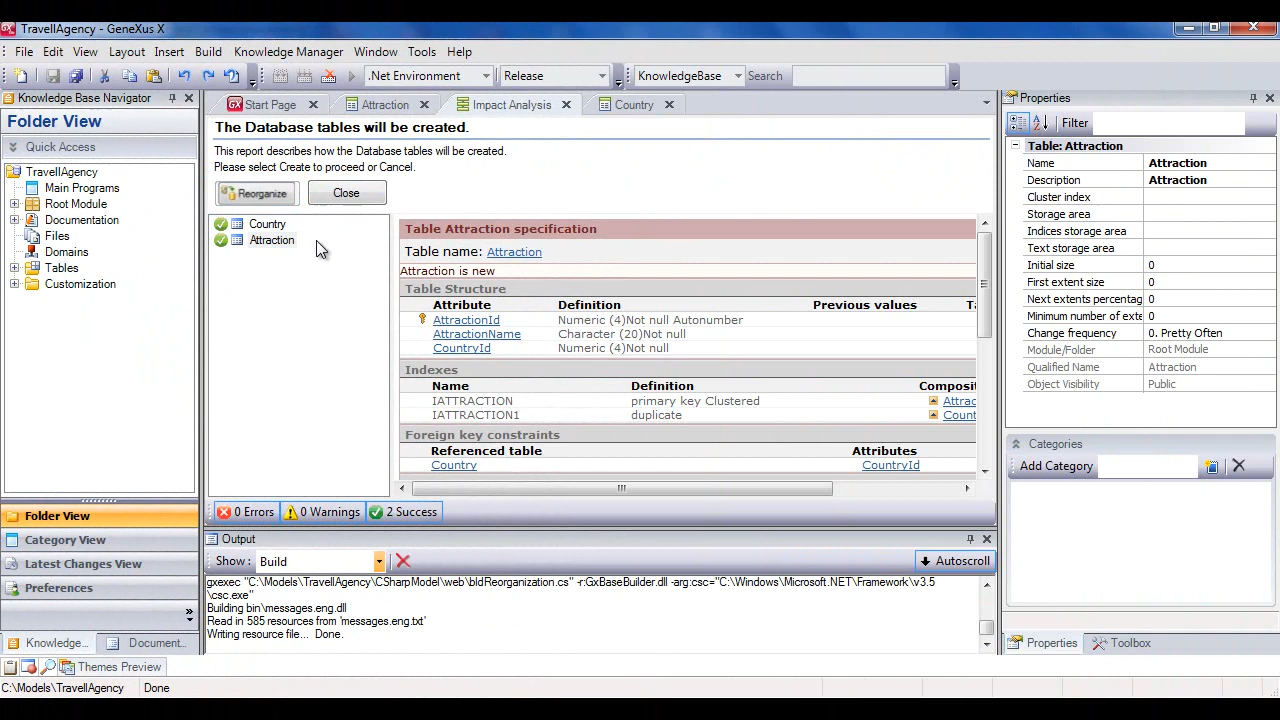 TravellAgency - GeneXus X
File Edit View Layout Insert Build Knowledge Manager Window Tools Help
.Net Environment Release KnowledgeBase Search
Knowledge Base Navigator
Folder View
Quick Access
TravellAgency
Main Programs
Root Module
Documentation
Files
Domains
Tables
Customization
Folder View
Category View
Latest Changes View
Preferences
Knowledge... Document...
Start Page Attraction Impact Analysis Country
The Database tables will be created.
This report describes how the Database tables will be created.
Please select Create to proceed or Cancel.
Reorganize Close
Country
Attraction
Table Attraction specification
Table name: Attraction
Attraction is new
Table Structure
Attribute Definition Previous values Ta
AttractionId Numeric (4)Not null Autonumber
AttractionName Character (20)Not null
CountryId Numeric (4)Not null
Indexes
Name Definition Composit
IATTRACTION primary key Clustered Attrac
IATTRACTION1 duplicate Coun
Foreign key constraints
Referenced table Attributes
Country CountryId
0 Errors 0 Warnings 2 Success
Output
Show: Build Autoscroll
gxexec "C:\Models\TravellAgency\CSharpModel\web\bldReorganization.cs" -r:GxBaseBuilder.dll -arg:csc="C:\Windows\Microsoft.NET\Framework\v3.5
\csc.exe"
Building bin\messages.eng.dll
Read in 585 resources from 'messages.eng.txt'
Writing resource file... Done.
Properties
Filter
Table: Attraction
Name Attraction
Description Attraction
Cluster index
Storage area
Indices storage area
Text storage area
Initial size 0
First extent size 0
Next extents percentag 0
Minimum number of exte 0
Change frequency 0. Pretty Often
Module/Folder Root Module
Qualified Name Attraction
Object Visibility Public
Categories
Add Category
Properties Toolbox
Themes Preview
C:\Models\TravellAgency Done